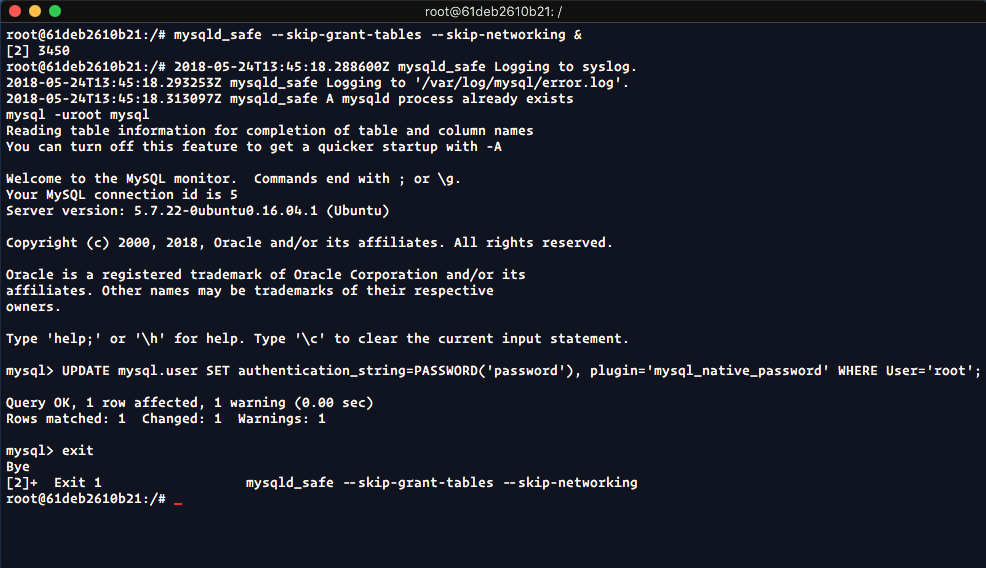 root@61deb2610b21: /
root@61deb2610b21:/# mysqld_safe --skip-grant-tables --skip-networking &
[2] 3450
root@61deb2610b21:/# 2018-05-24T13:45:18.288600Z mysqld_safe Logging to syslog.
2018-05-24T13:45:18.293253Z mysqld_safe Logging to '/var/log/mysql/error.log'.
2018-05-24T13:45:18.313097Z mysqld_safe A mysqld process already exists
mysql -uroot mysql
Reading table information for completion of table and column names
You can turn off this feature to get a quicker startup with -A

Welcome to the MySQL monitor.  Commands end with ; or \g.
Your MySQL connection id is 5
Server version: 5.7.22-0ubuntu0.16.04.1 (Ubuntu)

Copyright (c) 2000, 2018, Oracle and/or its affiliates. All rights reserved.

Oracle is a registered trademark of Oracle Corporation and/or its
affiliates. Other names may be trademarks of their respective
owners.

Type 'help;' or '\h' for help. Type '\c' to clear the current input statement.

mysql> UPDATE mysql.user SET authentication_string=PASSWORD('password'), plugin='mysql_native_password' WHERE User='root';

Query OK, 1 row affected, 1 warning (0.00 sec)
Rows matched: 1  Changed: 1  Warnings: 1

mysql> exit
Bye
[2]+  Exit 1                  mysqld_safe --skip-grant-tables --skip-networking
root@61deb2610b21:/# _